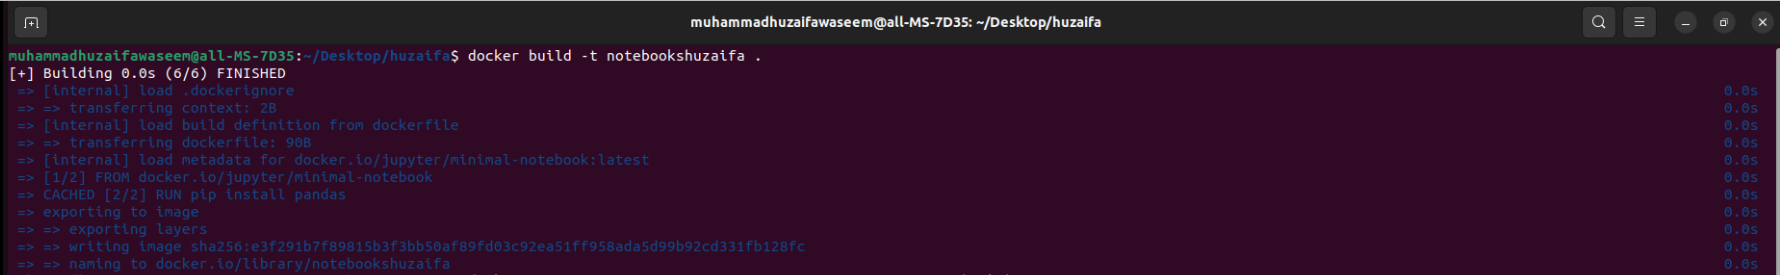 muhammadhuzaifawaseem@all-MS-7D35: ~/Desktop/huzaifa
muhammadhuzaifawaseem@all-MS-7D35:~/Desktop/huzaifa$ docker build -t notebookshuzaifa .
[+] Building 0.0s (6/6) FINISHED
=> [internal] load .dockerignore 0.0s
=> => transferring context: 2B 0.0s
=> [internal] load build definition from dockerfile 0.0s
=> => transferring dockerfile: 90B 0.0s
=> [internal] load metadata for docker.io/jupyter/minimal-notebook:latest 0.0s
=> [1/2] FROM docker.io/jupyter/minimal-notebook 0.0s
=> CACHED [2/2] RUN pip install pandas 0.0s
=> exporting to image 0.0s
=> => exporting layers 0.0s
=> => writing image sha256:e3f291b7f89815b3f3bb50af89fd03c92ea51ff958ada5d99b92cd331fb128fc 0.0s
=> => naming to docker.io/library/notebookshuzaifa 0.0s